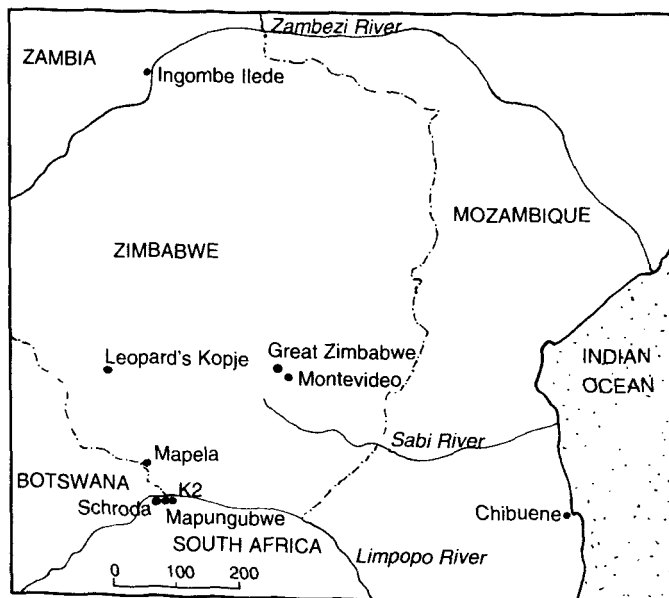 Zambezi River
ZAMBIA
Ingombe Ilede
MOZAMBIQUE
ZIMBABWE
Great Zimbabwe
Leopard's Kopje
Montevideo
INDIAN
OCEAN
Sabi River
Mapela
BOTSWANA
K2
Schroda
Mapungubwe
Chibuene
SOUTH AFRICA
Limpopo River
0 100 200